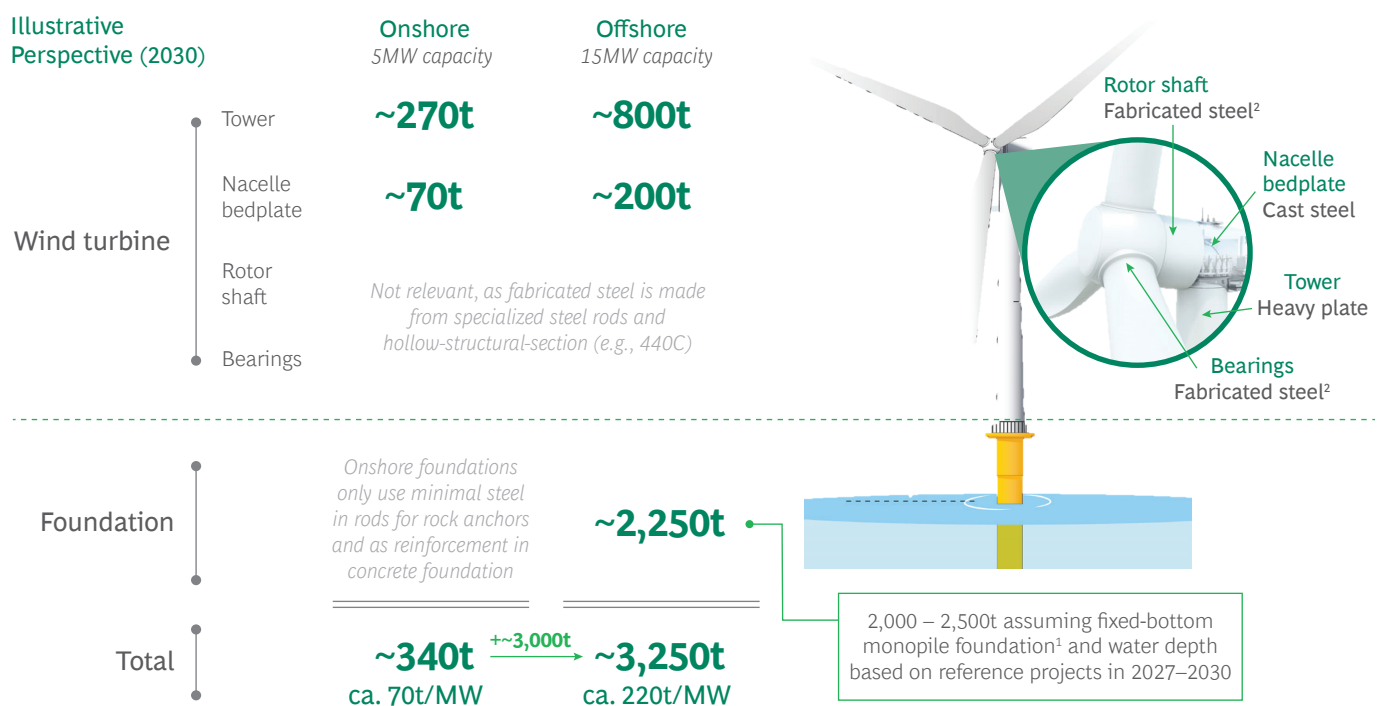 Illustrative
Perspective (2030)
Onshore
5MW capacity
Offshore
15MW capacity
Wind turbine
Tower
~270t
~800t
Nacelle
bedplate
~70t
~200t
Rotor
shaft
Bearings
Not relevant, as fabricated steel is made
from specialized steel rods and
hollow-structural-section (e.g., 440C)
Rotor shaft
Fabricated steel²
Nacelle
bedplate
Cast steel
Tower
Heavy plate
Bearings
Fabricated steel²
Foundation
Onshore foundations
only use minimal steel
in rods for rock anchors
and as reinforcement in
concrete foundation
~2,250t
2,000 – 2,500t assuming fixed-bottom
monopile foundation¹ and water depth
based on reference projects in 2027–2030
Total
~340t
ca. 70t/MW
+~3,000t
~3,250t
ca. 220t/MW